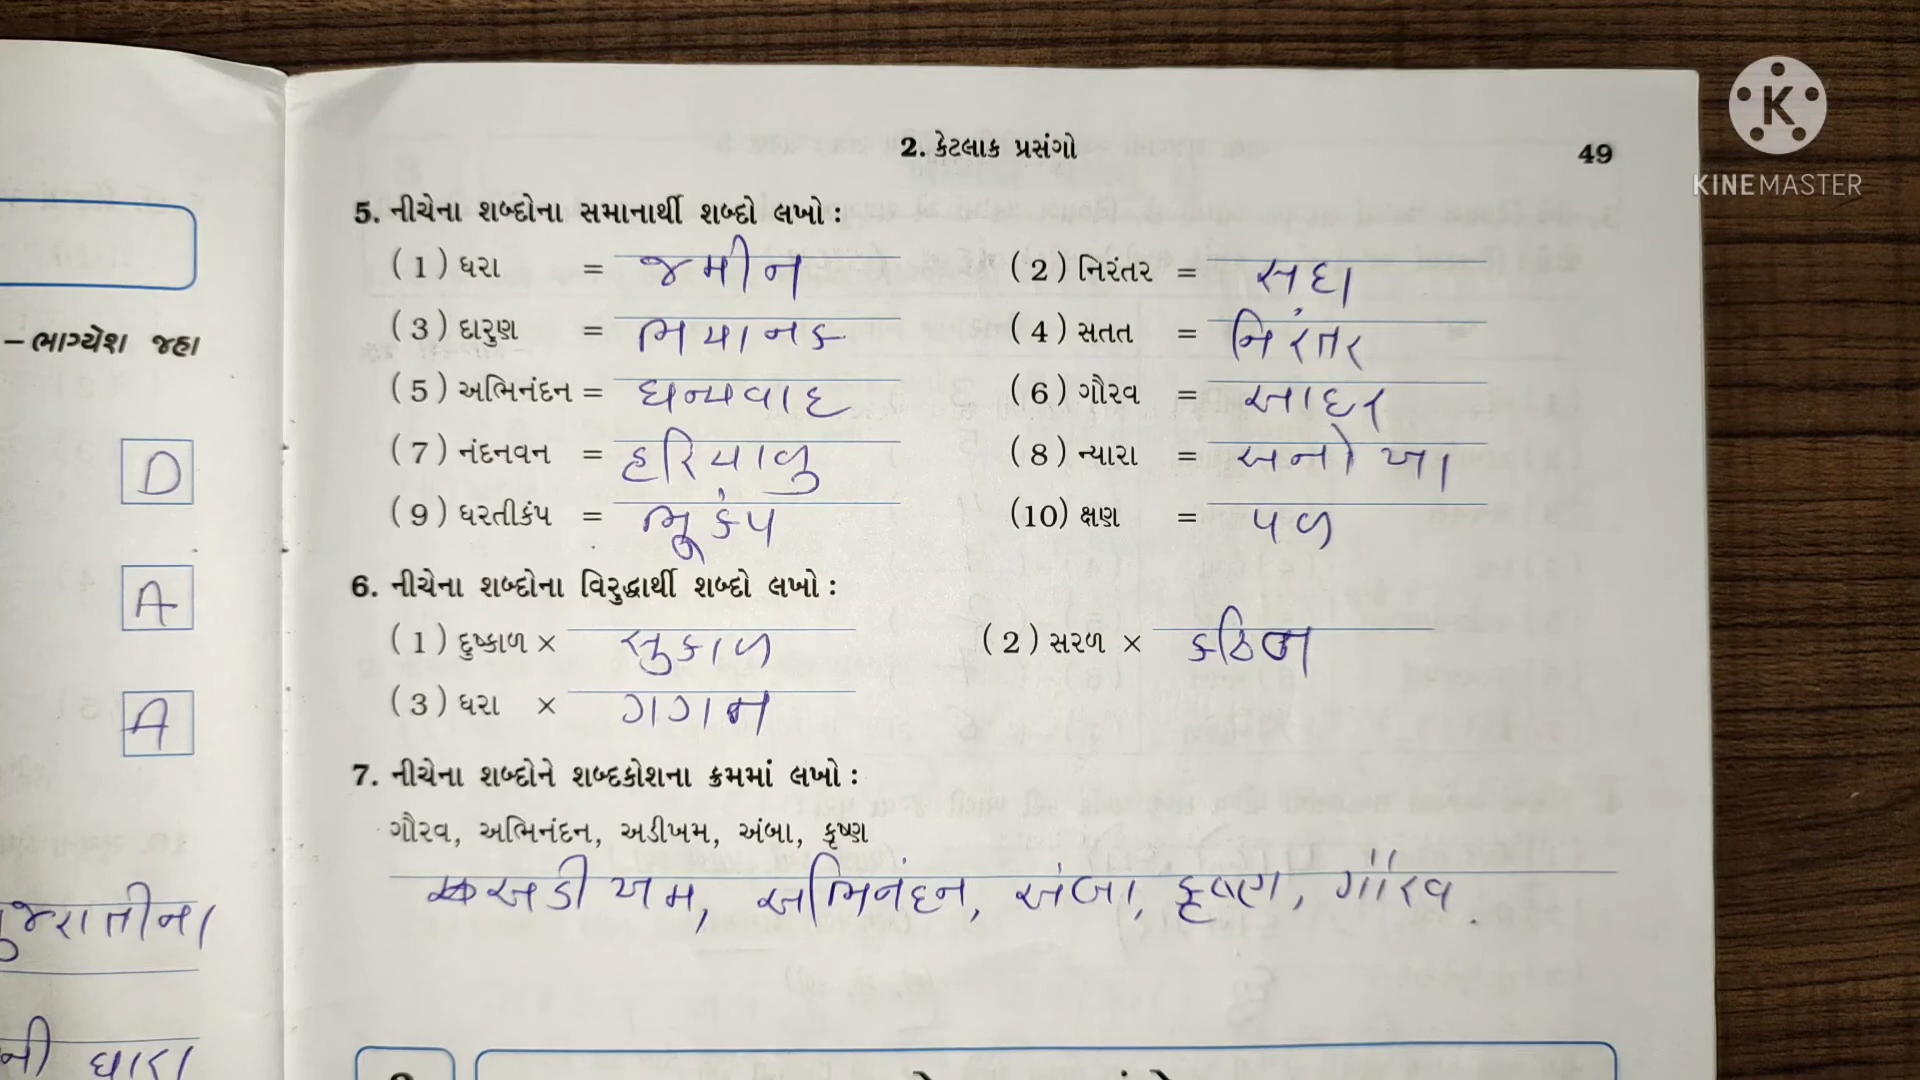 2. કેટલાક પ્રસંગો 49
KINEMASTER
5. નીચેના શબ્દોના સમાનાર્થી શબ્દો લખો :
(1) ધરા = જમીન (2) નિરંતર = સદા
(3) દારુણ = ભયાનક (4) સતત = નિરંતર
(5) અભિનંદન = ધન્યવાદ (6) ગૌરવ = આદર
(7) નંદનવન = હરિયાળુ (8) ન્યારા = અનોખા
(9) ધરતીકંપ = ભૂકંપ (10) ક્ષણ = પળ
6. નીચેના શબ્દોના વિરુદ્ધાર્થી શબ્દો લખો :
(1) દુષ્કાળ × સુકાળ (2) સરળ × કઠિન
(3) ધરા × ગગન
7. નીચેના શબ્દોને શબ્દકોશના ક્રમમાં લખો :
ગૌરવ, અભિનંદન, અડીખમ, અંબા, કૃષ્ણ
અડીખમ, અભિનંદન, અંબા, કૃષ્ણ, ગૌરવ.
– ભાગ્યેશ જહા
D
A
A
ધારા